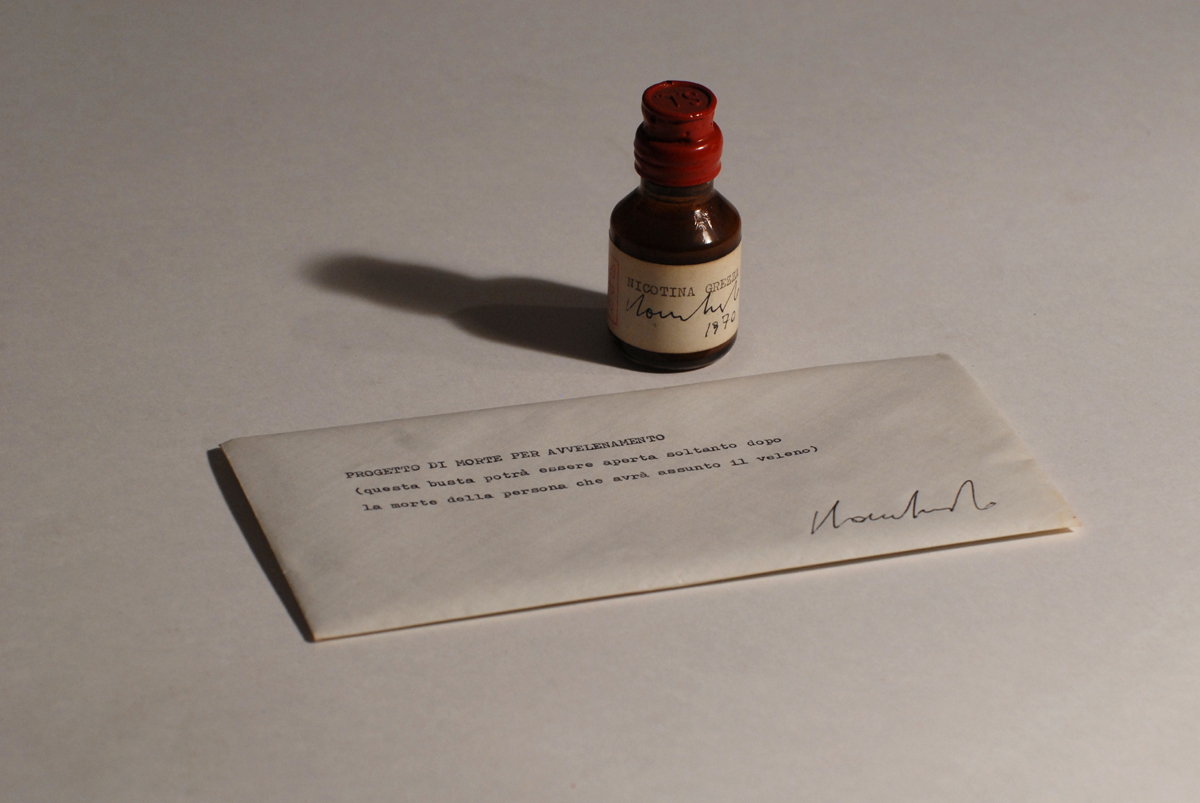 NICOTINA GREZZA
1970
PROGETTO DI MORTE PER AVVELENAMENTO
(questa busta potrà essere aperta soltanto dopo
la morte della persona che avrà assunto il veleno)